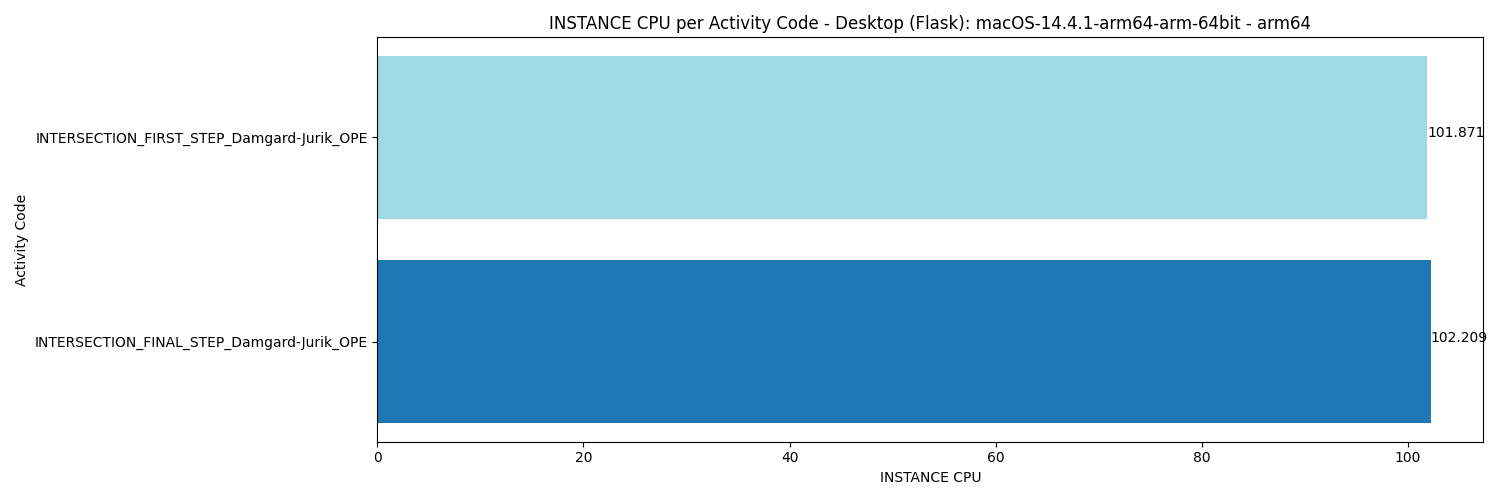 INSTANCE CPU per Activity Code - Desktop (Flask): macOS-14.4.1-arm64-arm-64bit - arm64
INTERSECTION_FIRST_STEP_Damgard-Jurik_OPE
101.871
Activity Code
INTERSECTION_FINAL_STEP_Damgard-Jurik_OPE
102.209
0 20 40 60 80 100
INSTANCE CPU